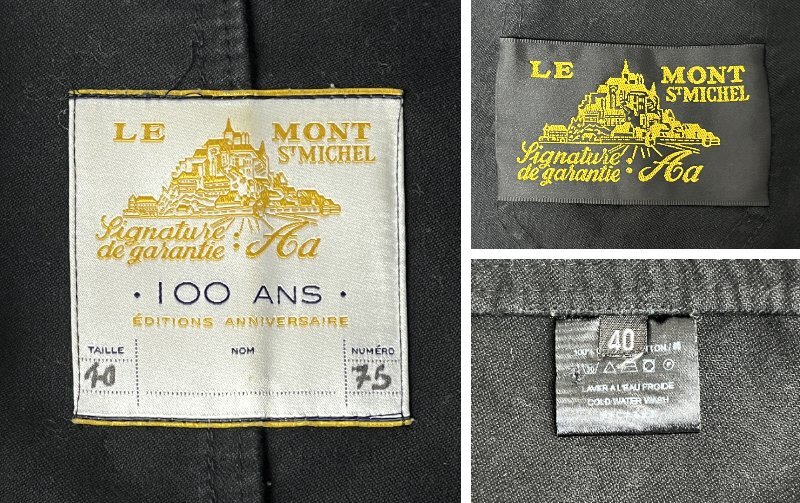 LE MONT
ST MICHEL
Signature
de garantie : Aa
· 100 ANS ·
ÉDITIONS ANNIVERSAIRE
TAILLE NOM NUMÉRO
40 75
LE MONT
ST MICHEL
Signature
de garantie : Aa
40
100%
LAVER A L'EAU FROIDE
COLD WATER WASH